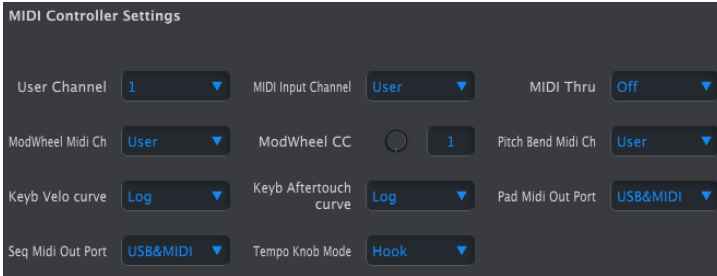 MIDI Controller Settings
User Channel 1 MIDI Input Channel User MIDI Thru Off
ModWheel Midi Ch User ModWheel CC 1 Pitch Bend Midi Ch User
Keyb Velo curve Log Keyb Aftertouch curve Log Pad Midi Out Port USB&MIDI
Seq Midi Out Port USB&MIDI Tempo Knob Mode Hook